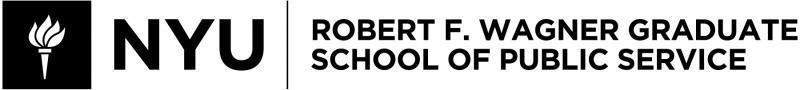 NYU
ROBERT F. WAGNER GRADUATE
SCHOOL OF PUBLIC SERVICE